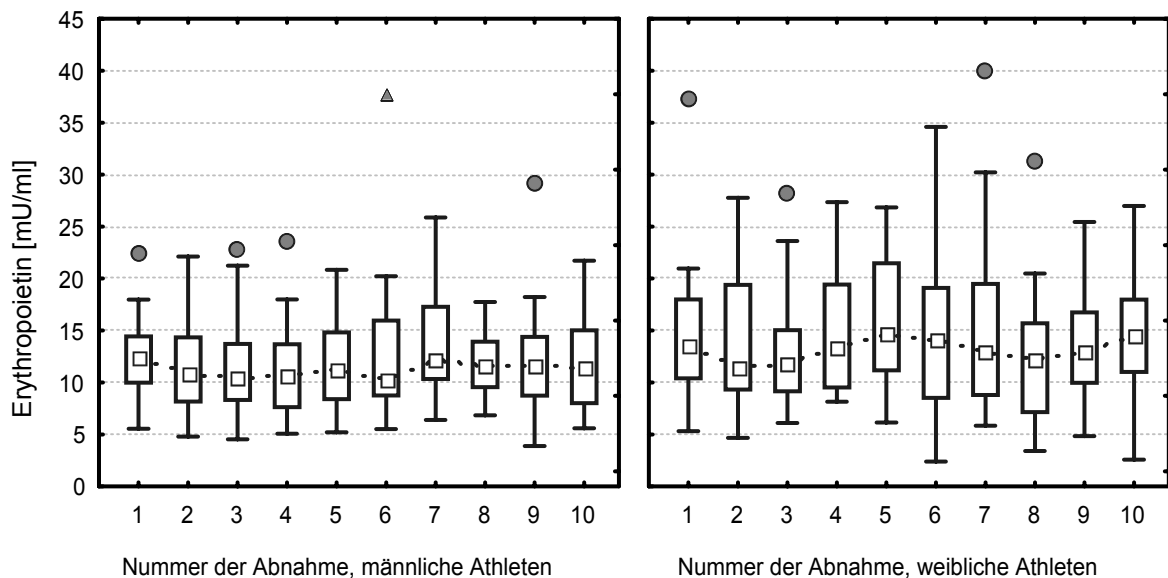 Erythropoietin [mU/ml]
45
40
35
30
25
20
15
10
5
0
1 2 3 4 5 6 7 8 9 10
1 2 3 4 5 6 7 8 9 10
Nummer der Abnahme, männliche Athleten
Nummer der Abnahme, weibliche Athleten